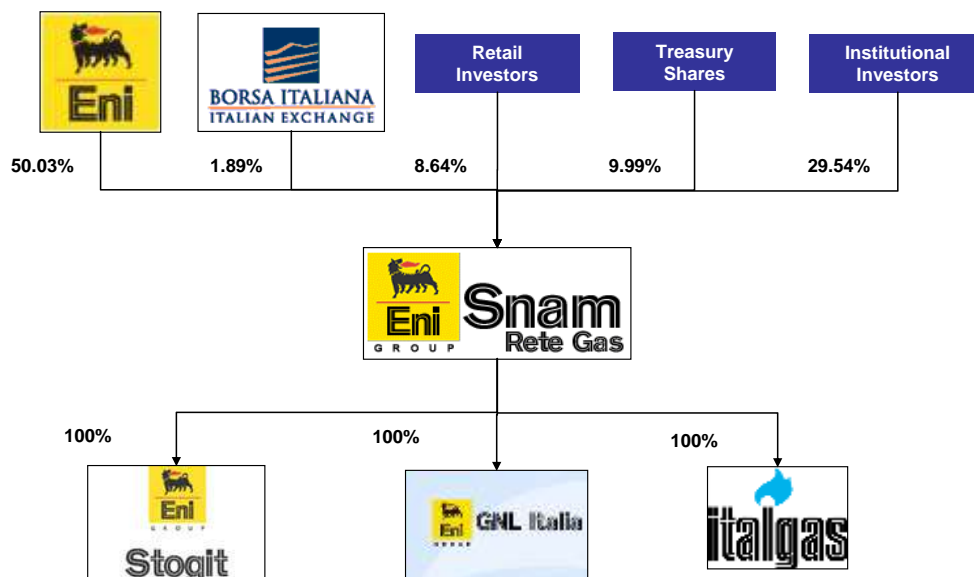 Eni
BORSA ITALIANA
ITALIAN EXCHANGE
Retail
Investors
Treasury
Shares
Institutional
Investors
50.03%
1.89%
8.64%
9.99%
29.54%
Eni
GROUP
Snam
Rete Gas
100%
100%
100%
Eni
GROUP
Stogit
Eni
GROUP
GNL Italia
italgas